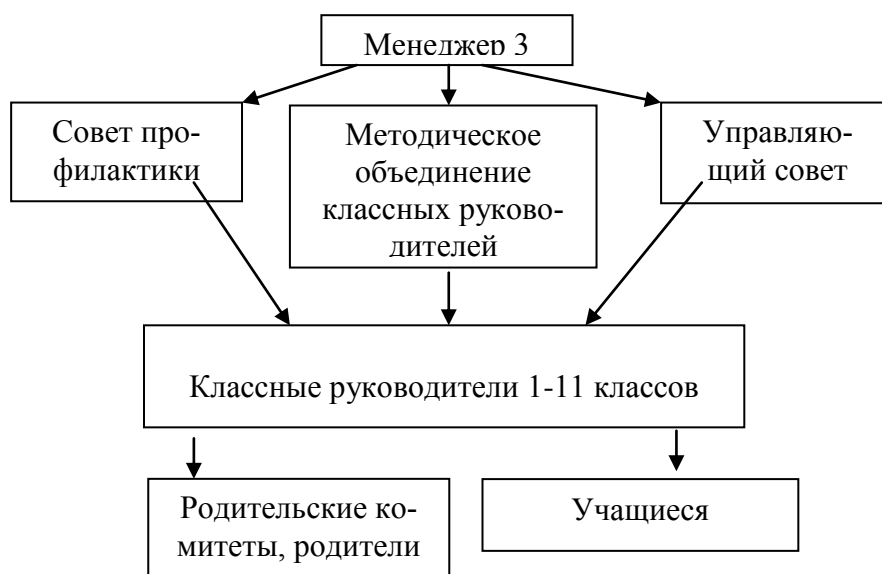 Менеджер 3
Совет про-
филактики
Методическое
объединение
классных руково-
дителей
Управляю-
щий совет
Классные руководители 1-11 классов
Родительские ко-
митеты, родители
Учащиеся